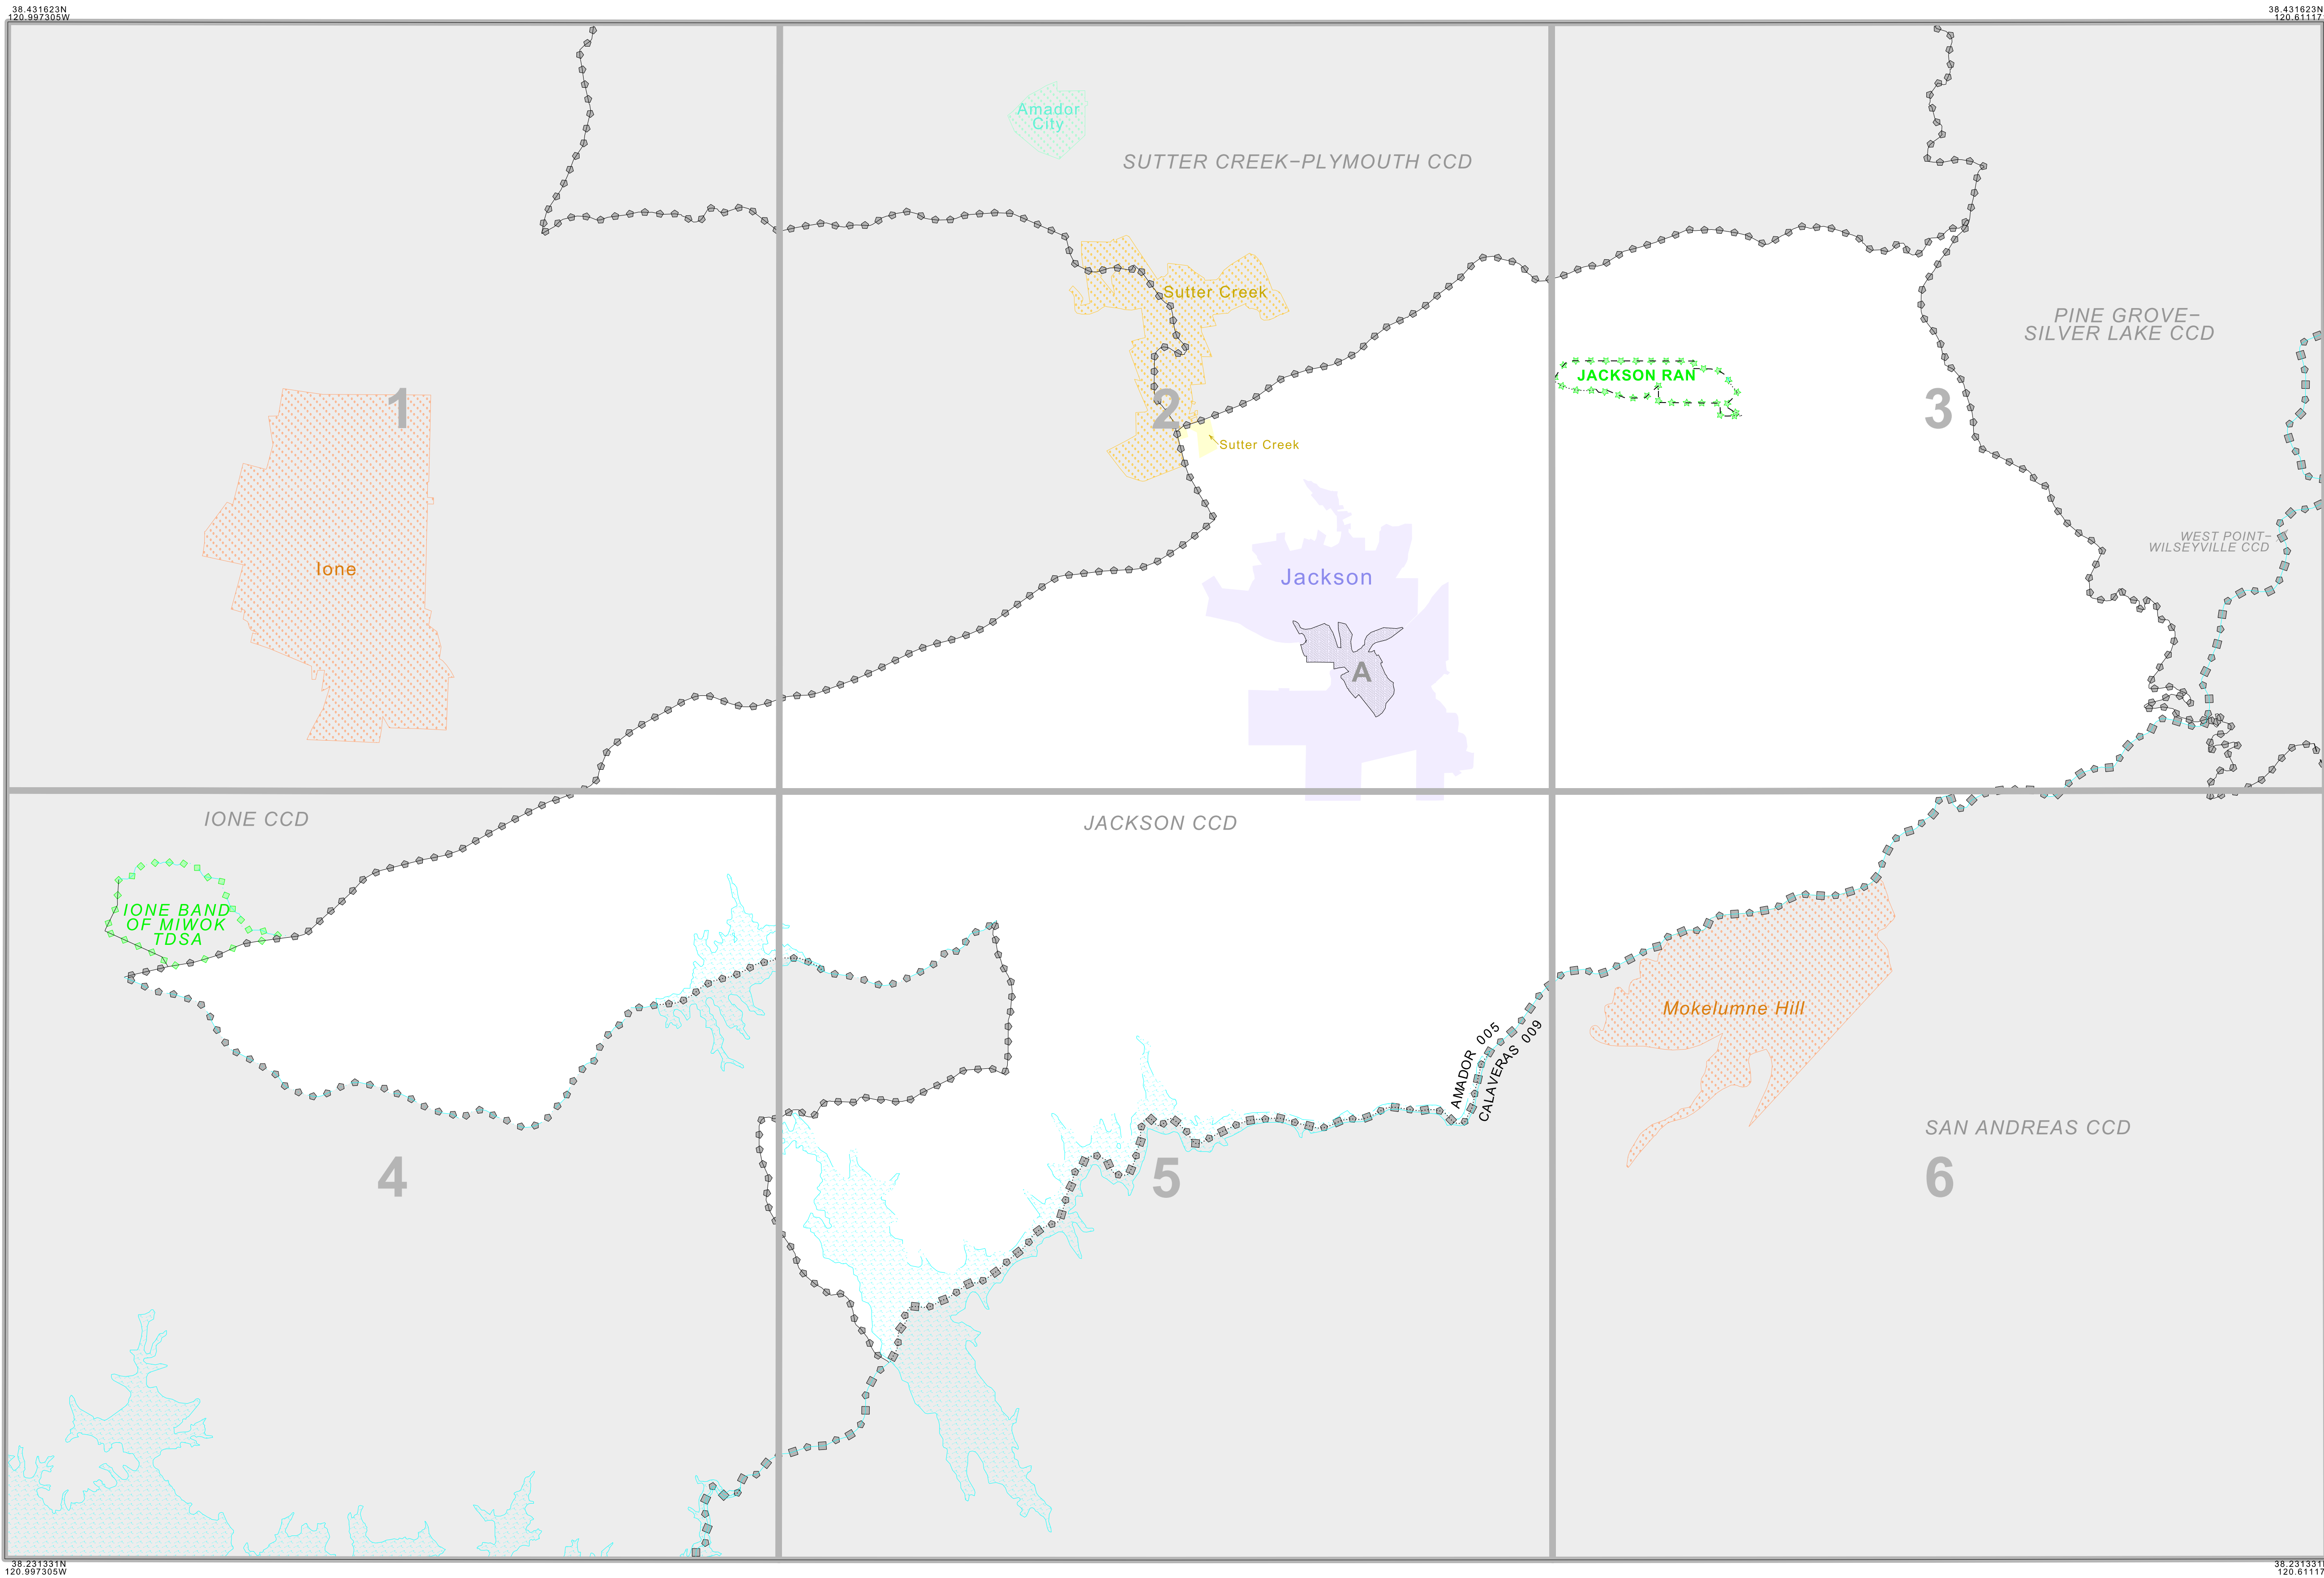 38.431623N
120.997305W
38.431623N
120.61117
Amador
City
SUTTER CREEK–PLYMOUTH CCD
Sutter Creek
PINE GROVE–
SILVER LAKE CCD
JACKSON RAN
1
2
3
Sutter Creek
WEST POINT–
WILSEYVILLE CCD
Ione
Jackson
A
IONE CCD
JACKSON CCD
IONE BAND
OF MIWOK
TDSA
Mokelumne Hill
AMADOR 005
CALAVERAS 009
SAN ANDREAS CCD
4
5
6
38.231331N
120.997305W
38.231331
120.61117